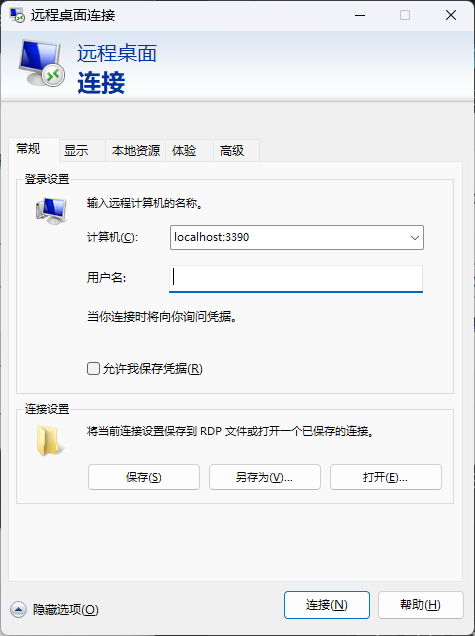 远程桌面连接
远程桌面
连接
常规 显示 本地资源 体验 高级
登录设置
输入远程计算机的名称。
计算机(C): localhost:3390
用户名:
当你连接时将向你询问凭据。
允许我保存凭据(R)
连接设置
将当前连接设置保存到 RDP 文件或打开一个已保存的连接。
保存(S) 另存为(V)... 打开(E)...
隐藏选项(O) 连接(N) 帮助(H)